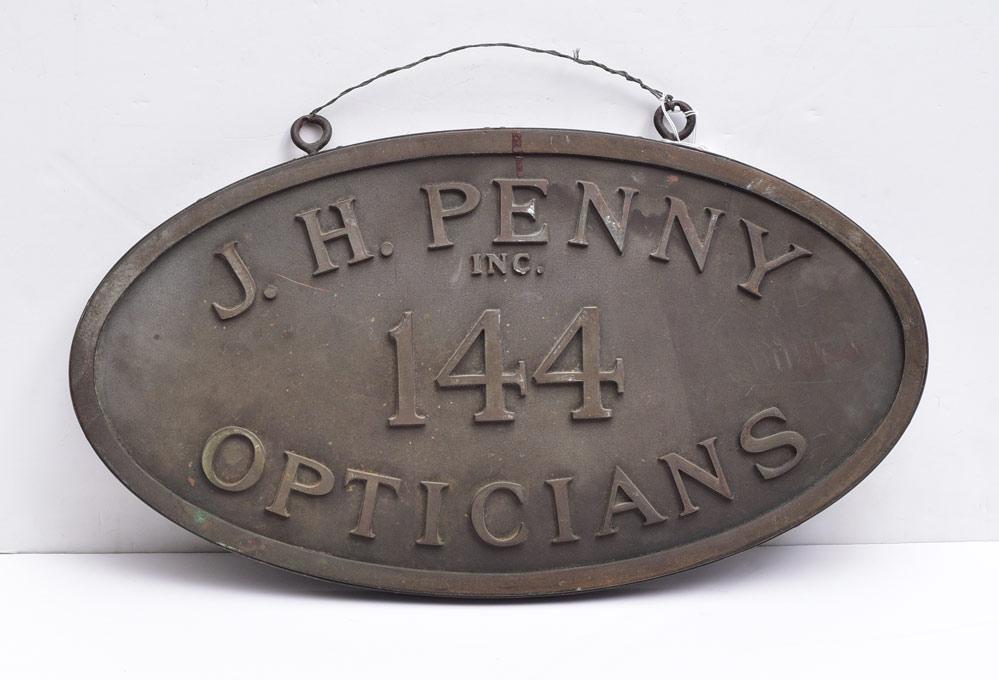 J. H. PENNY
INC.
144
OPTICIANS